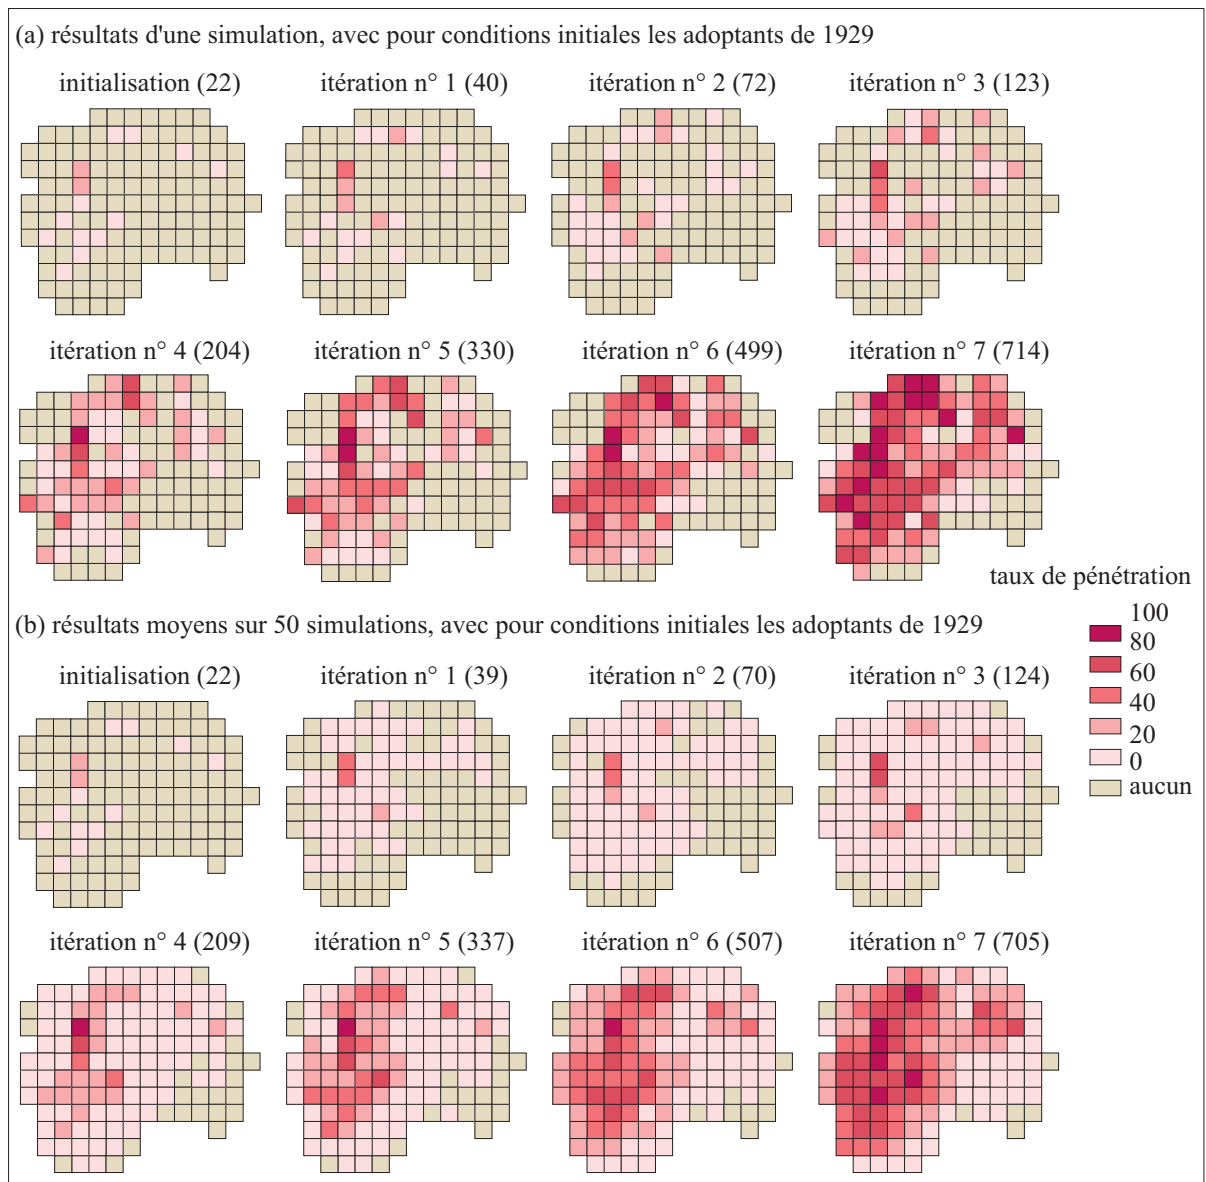 (a) résultats d'une simulation, avec pour conditions initiales les adoptants de 1929
initialisation (22)
itération n° 1 (40)
itération n° 2 (72)
itération n° 3 (123)
itération n° 4 (204)
itération n° 5 (330)
itération n° 6 (499)
itération n° 7 (714)
taux de pénétration
100
80
60
40
20
0
aucun
(b) résultats moyens sur 50 simulations, avec pour conditions initiales les adoptants de 1929
initialisation (22)
itération n° 1 (39)
itération n° 2 (70)
itération n° 3 (124)
itération n° 4 (209)
itération n° 5 (337)
itération n° 6 (507)
itération n° 7 (705)